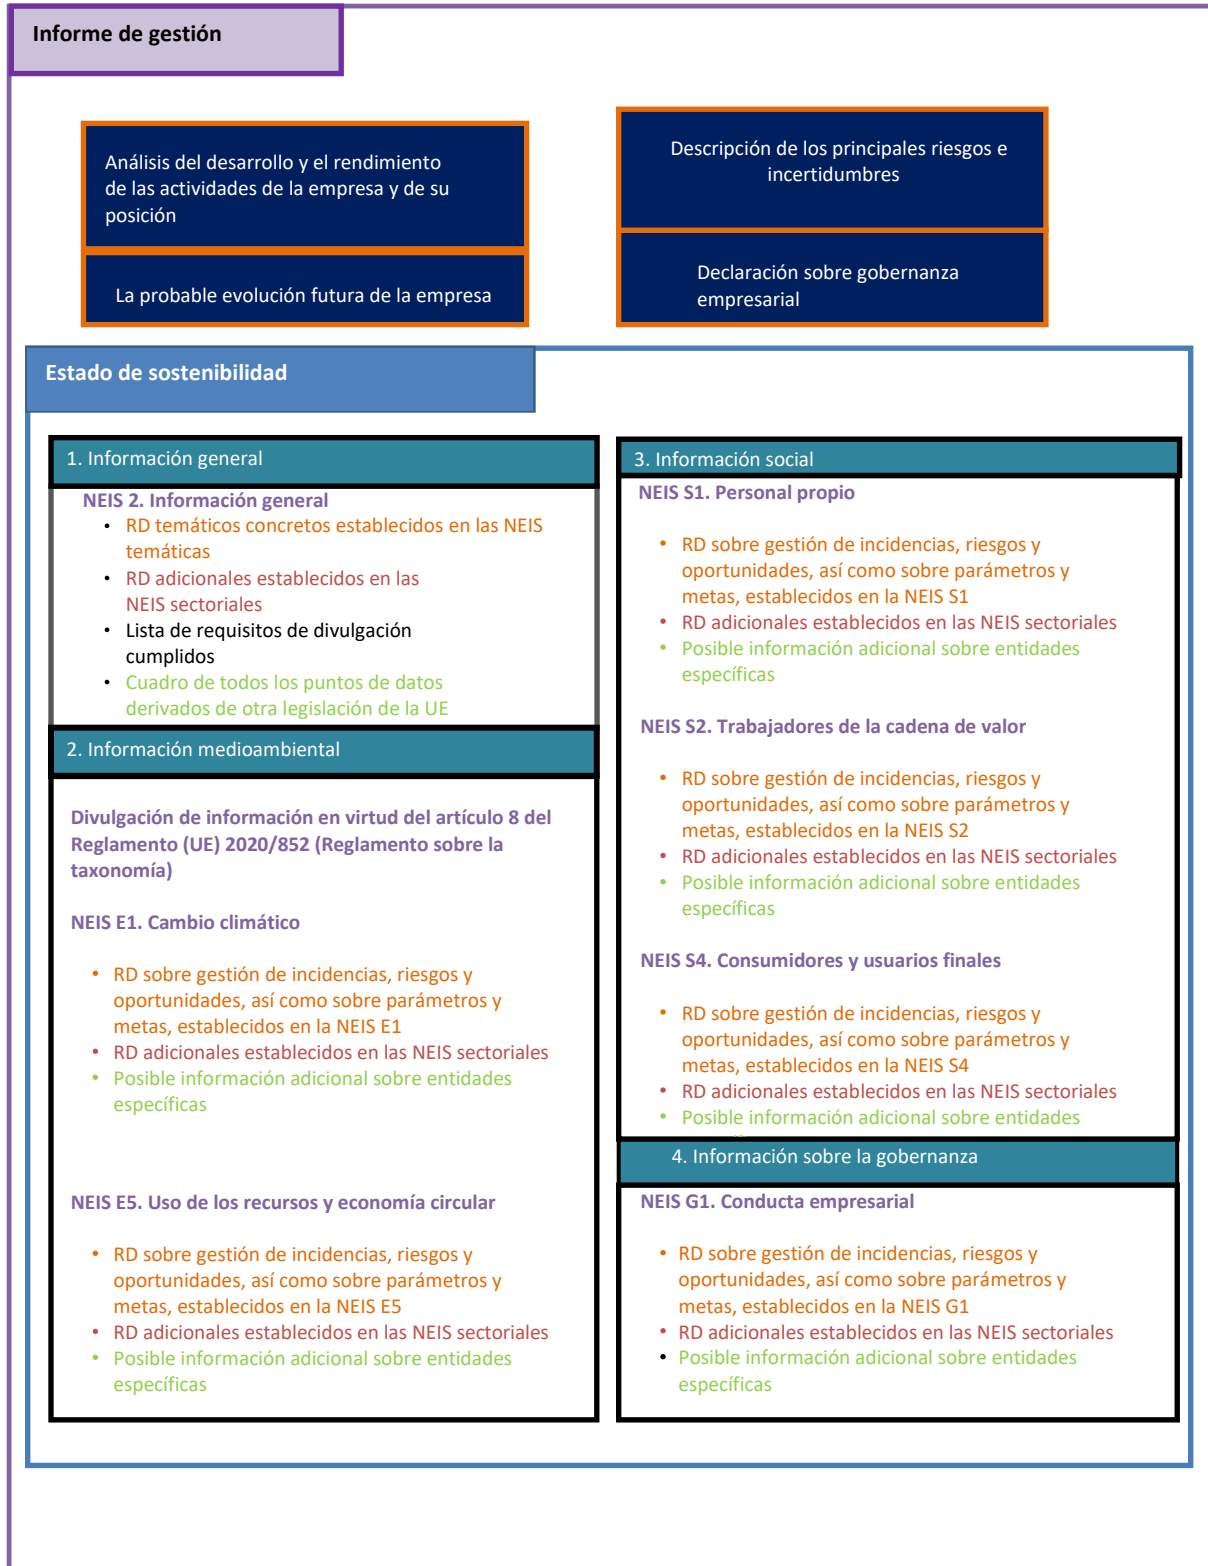 Informe de gestión
Análisis del desarrollo y el rendimiento
de las actividades de la empresa y de su
posición
La probable evolución futura de la empresa
Descripción de los principales riesgos e
incertidumbres
Declaración sobre gobernanza
empresarial
Estado de sostenibilidad
1. Información general
NEIS 2. Información general
• RD temáticos concretos establecidos en las NEIS
temáticas
• RD adicionales establecidos en las
NEIS sectoriales
• Lista de requisitos de divulgación
cumplidos
• Cuadro de todos los puntos de datos
derivados de otra legislación de la UE
2. Información medioambiental
Divulgación de información en virtud del artículo 8 del
Reglamento (UE) 2020/852 (Reglamento sobre la
taxonomía)
NEIS E1. Cambio climático
• RD sobre gestión de incidencias, riesgos y
oportunidades, así como sobre parámetros y
metas, establecidos en la NEIS E1
• RD adicionales establecidos en las NEIS sectoriales
• Posible información adicional sobre entidades
específicas
NEIS E5. Uso de los recursos y economía circular
• RD sobre gestión de incidencias, riesgos y
oportunidades, así como sobre parámetros y
metas, establecidos en la NEIS E5
• RD adicionales establecidos en las NEIS sectoriales
• Posible información adicional sobre entidades
específicas
3. Información social
NEIS S1. Personal propio
• RD sobre gestión de incidencias, riesgos y
oportunidades, así como sobre parámetros y
metas, establecidos en la NEIS S1
• RD adicionales establecidos en las NEIS sectoriales
• Posible información adicional sobre entidades
específicas
NEIS S2. Trabajadores de la cadena de valor
• RD sobre gestión de incidencias, riesgos y
oportunidades, así como sobre parámetros y
metas, establecidos en la NEIS S2
• RD adicionales establecidos en las NEIS sectoriales
• Posible información adicional sobre entidades
específicas
NEIS S4. Consumidores y usuarios finales
• RD sobre gestión de incidencias, riesgos y
oportunidades, así como sobre parámetros y
metas, establecidos en la NEIS S4
• RD adicionales establecidos en las NEIS sectoriales
• Posible información adicional sobre entidades
4. Información sobre la gobernanza
NEIS G1. Conducta empresarial
• RD sobre gestión de incidencias, riesgos y
oportunidades, así como sobre parámetros y
metas, establecidos en la NEIS G1
• RD adicionales establecidos en las NEIS sectoriales
• Posible información adicional sobre entidades
específicas